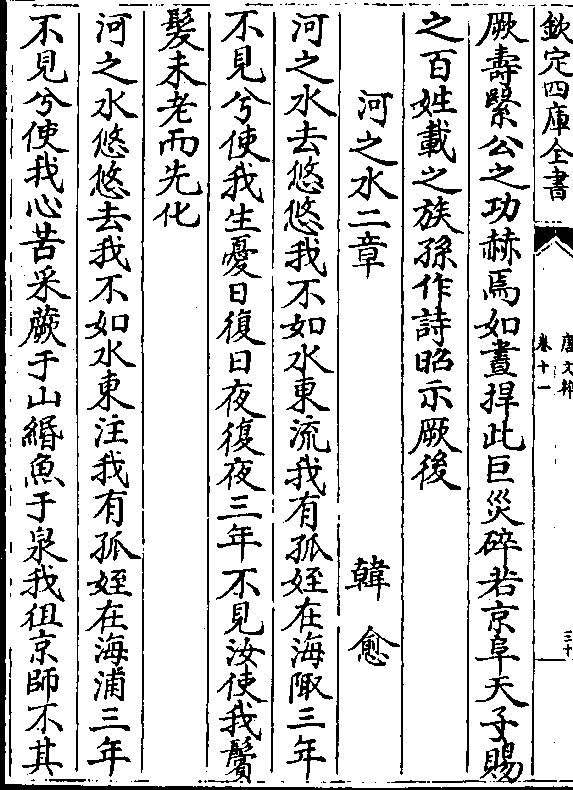 欽定四庫全書
唐文粹
卷十一
三十
厥壽緊公之功赫焉如晝捍此巨災碎若京阜天子賜
之百姓載之族孫作詩昭示厥後
河之水二章 韓愈
河之水去悠悠我不如水東流我有孤姪在海陬三年
不見兮使我生憂日復日夜復夜三年不見汝使我鬢
髮未老而先化
河之水悠悠去我不如水東注我有孤姪在海浦三年
不見兮使我心苦采蕨于山緡魚于泉我徂京師不其